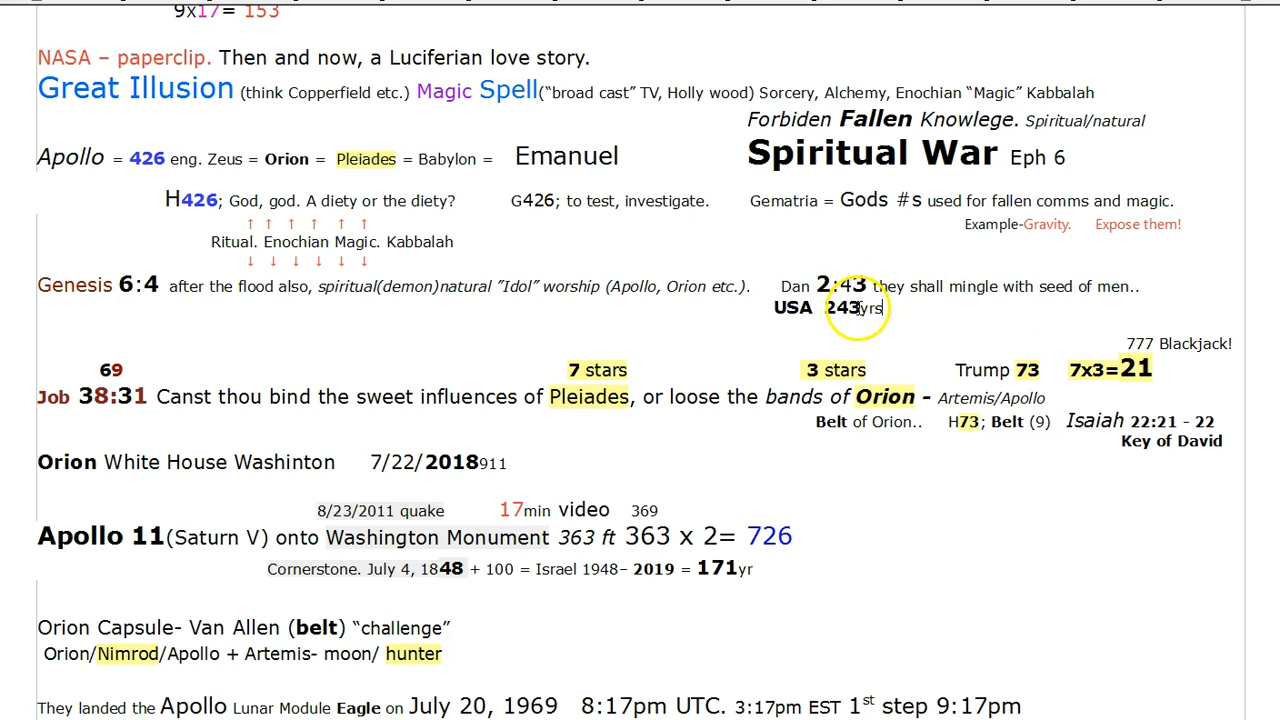 9x17= 153
NASA – paperclip. Then and now, a Luciferian love story.
Great Illusion (think Copperfield etc.) Magic Spell(“broad cast” TV, Holly wood) Sorcery, Alchemy, Enochian “Magic” Kabbalah
Forbiden Fallen Knowlege. Spiritual/natural
Apollo = 426 eng. Zeus = Orion = Pleiades = Babylon = Emanuel Spiritual War Eph 6
H426; God, god. A diety or the diety? G426; to test, investigate. Gematria = Gods #s used for fallen comms and magic.
↑ ↑ ↑ ↑ ↑ Example-Gravity. Expose them!
Ritual. Enochian Magic. Kabbalah
↓ ↓ ↓ ↓ ↓ ↓
Genesis 6:4 after the flood also, spiritual(demon)natural ”Idol” worship (Apollo, Orion etc.). Dan 2:43 they shall mingle with seed of men..
USA 243yrs
777 Blackjack!
69 7 stars 3 stars Trump 73 7x3=21
Job 38:31 Canst thou bind the sweet influences of Pleiades, or loose the bands of Orion – Artemis/Apollo
Belt of Orion.. H73; Belt (9) Isaiah 22:21 - 22
Key of David
Orion White House Washinton 7/22/2018911
8/23/2011 quake 17min video 369
Apollo 11(Saturn V) onto Washington Monument 363 ft 363 x 2= 726
Cornerstone. July 4, 1848 + 100 = Israel 1948– 2019 = 171yr
Orion Capsule- Van Allen (belt) “challenge”
Orion/Nimrod/Apollo + Artemis- moon/ hunter
They landed the Apollo Lunar Module Eagle on July 20, 1969 8:17pm UTC. 3:17pm EST 1st step 9:17pm